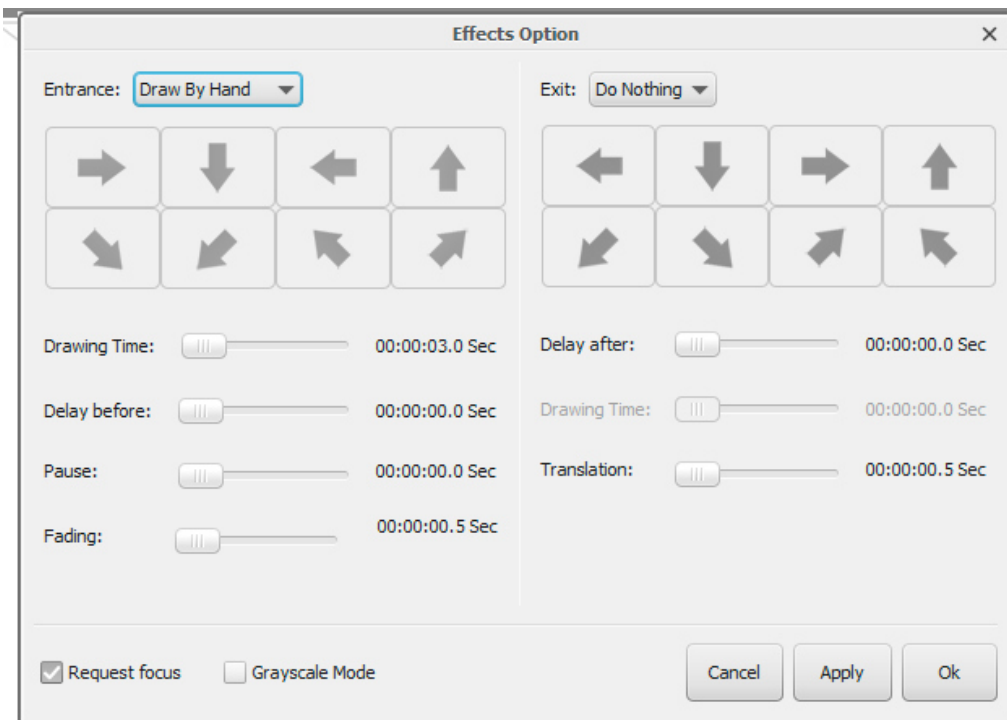 Effects Option
Entrance: Draw By Hand
Exit: Do Nothing
Drawing Time: 00:00:03.0 Sec
Delay before: 00:00:00.0 Sec
Pause: 00:00:00.0 Sec
Fading: 00:00:00.5 Sec
Delay after: 00:00:00.0 Sec
Drawing Time: 00:00:00.0 Sec
Translation: 00:00:00.5 Sec
Request focus
Grayscale Mode
Cancel
Apply
Ok